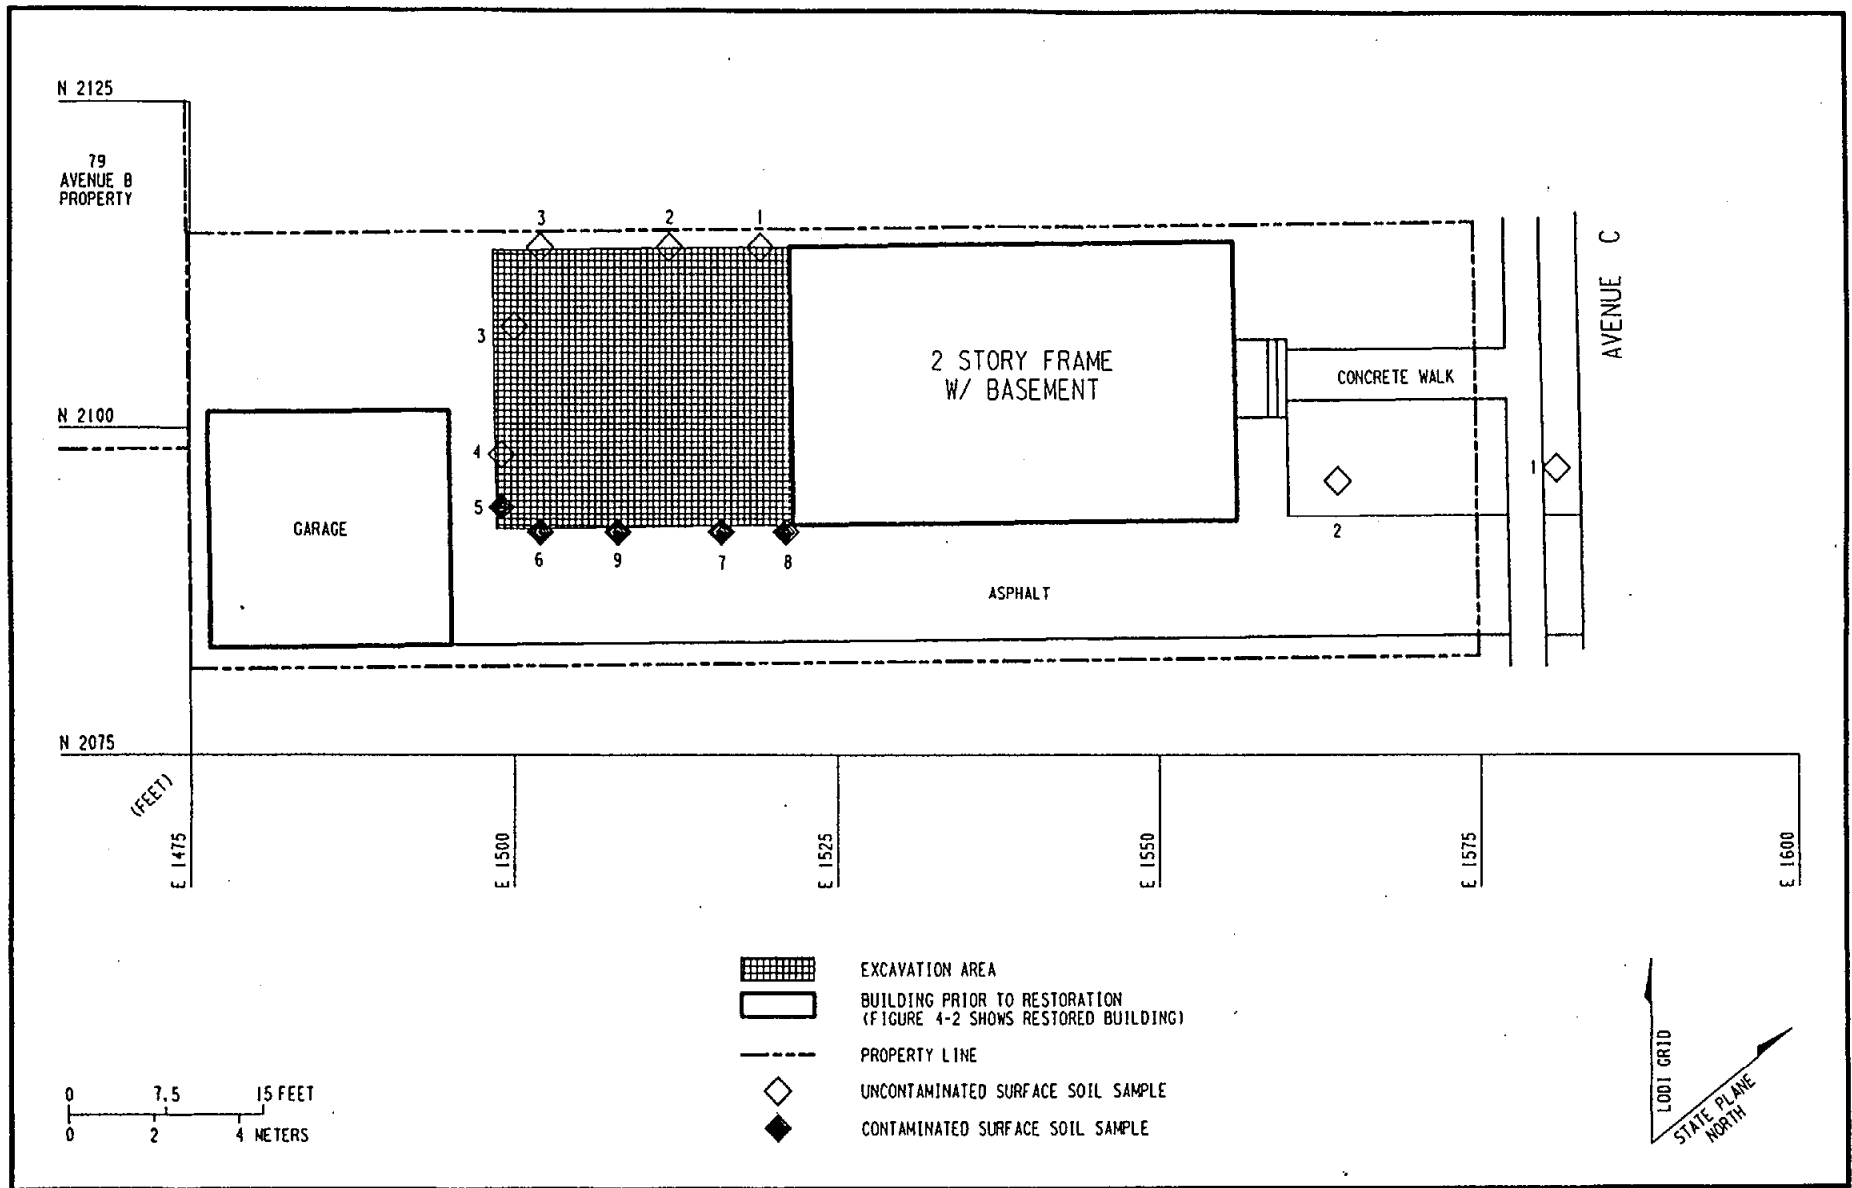 N 2125
79
AVENUE B
PROPERTY
3
2
1
AVENUE C
3
2 STORY FRAME
W/ BASEMENT
CONCRETE WALK
N 2100
4
1
5
GARAGE
2
6
9
7
8
ASPHALT
N 2075
(FEET)
E 1475
E 1500
E 1525
E 1550
E 1575
E 1600
EXCAVATION AREA
BUILDING PRIOR TO RESTORATION
(FIGURE 4-2 SHOWS RESTORED BUILDING)
PROPERTY LINE
UNCONTAMINATED SURFACE SOIL SAMPLE
CONTAMINATED SURFACE SOIL SAMPLE
0 7.5 15 FEET
0 2 4 METERS
LODI GRID
STATE PLANE
NORTH